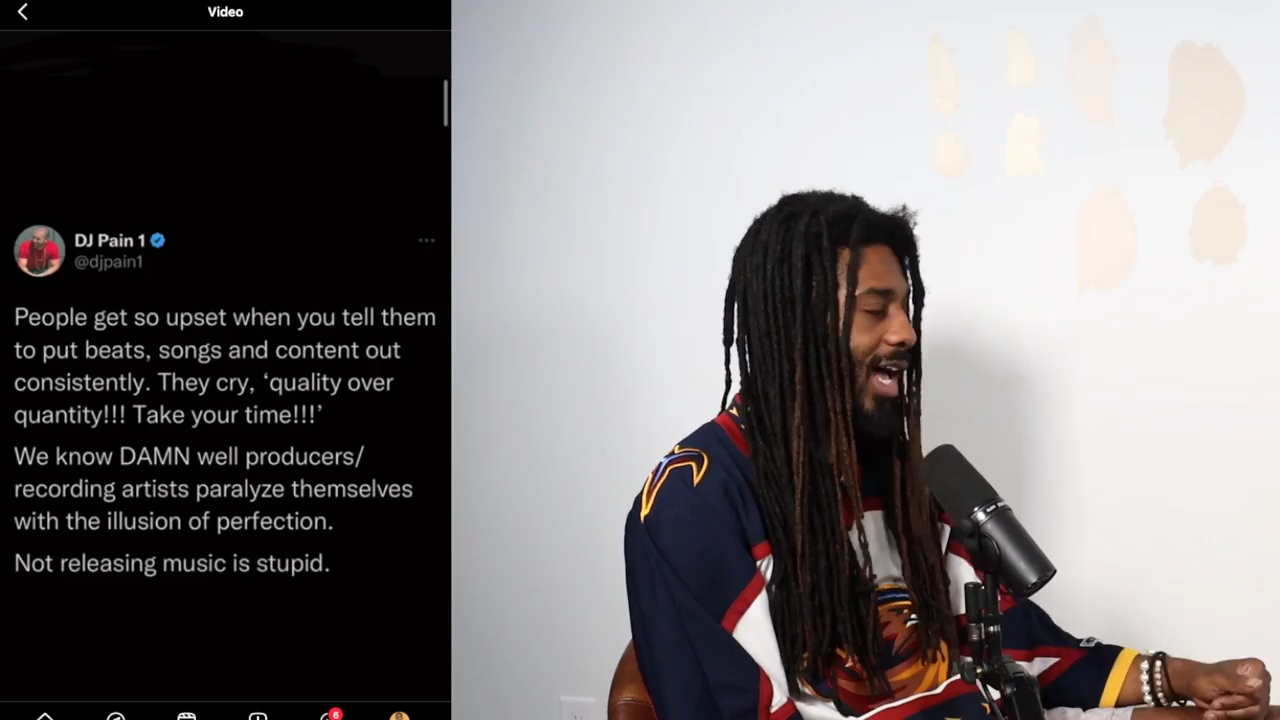 Video
DJ Pain 1
@djpain1
People get so upset when you tell them
to put beats, songs and content out
consistently. They cry, ‘quality over
quantity!!! Take your time!!!’
We know DAMN well producers/
recording artists paralyze themselves
with the illusion of perfection.
Not releasing music is stupid.
6